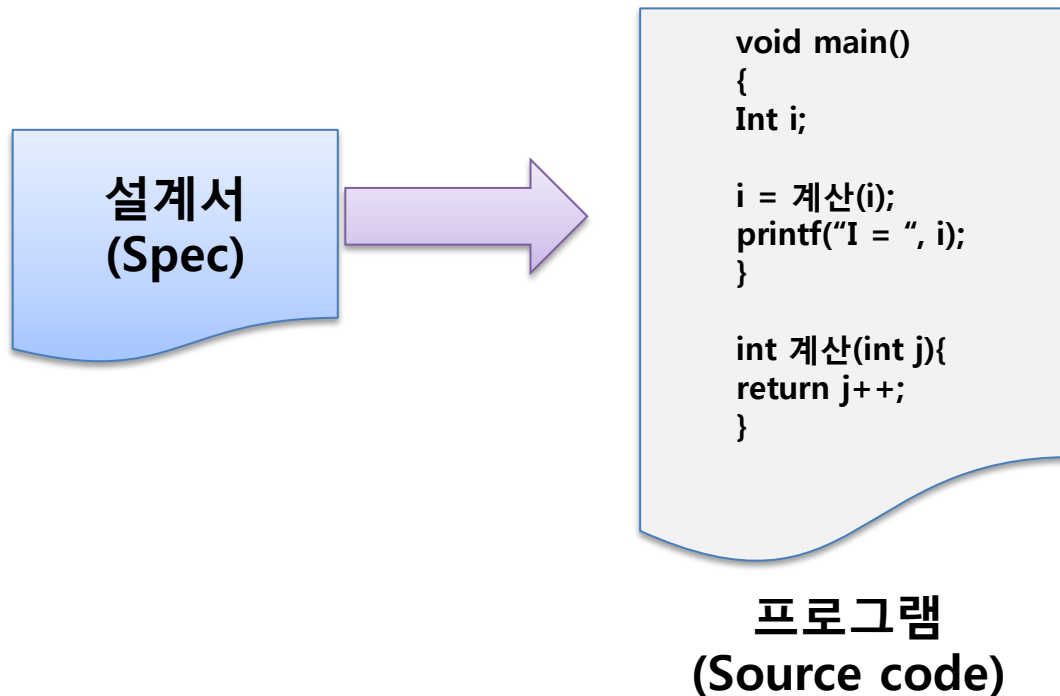 설계서
(Spec)
void main()
{
Int i;
i = 계산(i);
printf(“I = “, i);
}
int 계산(int j){
return j++;
}
프로그램
(Source code)